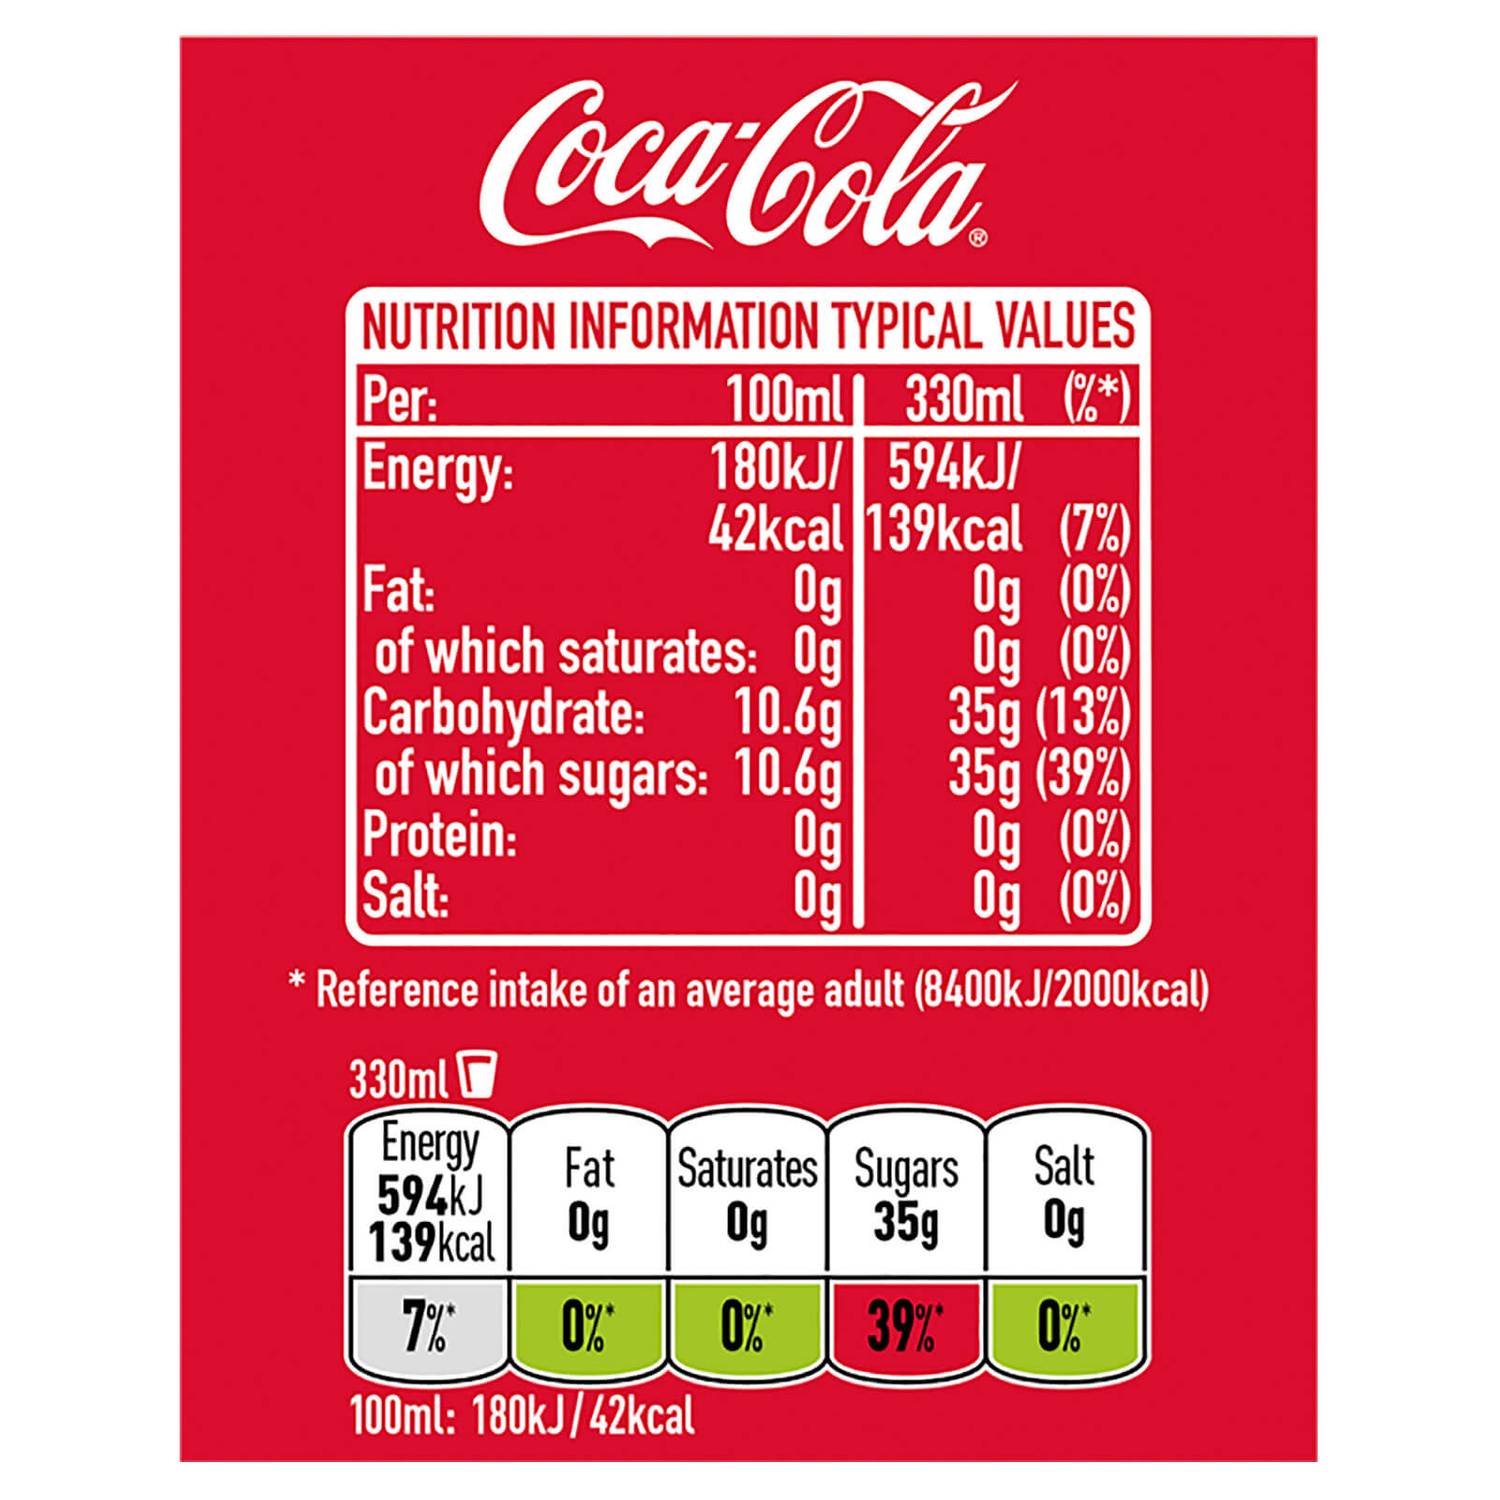 Coca-Cola®
NUTRITION INFORMATION TYPICAL VALUES
Per: 100ml 330ml (%*)
Energy: 180kJ/ 594kJ/
42kcal 139kcal (7%)
Fat: 0g 0g (0%)
of which saturates: 0g 0g (0%)
Carbohydrate: 10.6g 35g (13%)
of which sugars: 10.6g 35g (39%)
Protein: 0g 0g (0%)
Salt: 0g 0g (0%)
* Reference intake of an average adult (8400kJ/2000kcal)
330ml
Energy
594kJ
139kcal
7%*
Fat
0g
0%*
Saturates
0g
0%*
Sugars
35g
39%*
Salt
0g
0%*
100ml: 180kJ/42kcal